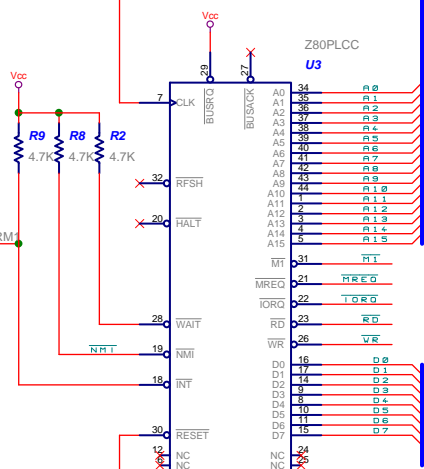 Vcc
Z80PLCC
U3
29
27
BUSRQ
BUSACK
Vcc
R9
R8
R2
4.7K
4.7K
4.7K
7
CLK
32
RFSH
20
HALT
28
WAIT
NMI
19
NMI
18
INT
30
RESET
12
NC
NC
A0 34 A0
A1 35 A1
A2 36 A2
A3 37 A3
A4 38 A4
A5 39 A5
A6 40 A6
A7 41 A7
A8 42 A8
A9 43 A9
A10 44 A10
A11 1 A11
A12 2 A12
A13 3 A13
A14 4 A14
A15 5 A15
M1 31 M1
MREQ 21 MREQ
IORQ 22 IORQ
RD 23 RD
WR 26 WR
D0 16 D0
D1 17 D1
D2 14 D2
D3 9 D3
D4 8 D4
D5 10 D5
D6 11 D6
D7 15 D7
NC 24
NC 25